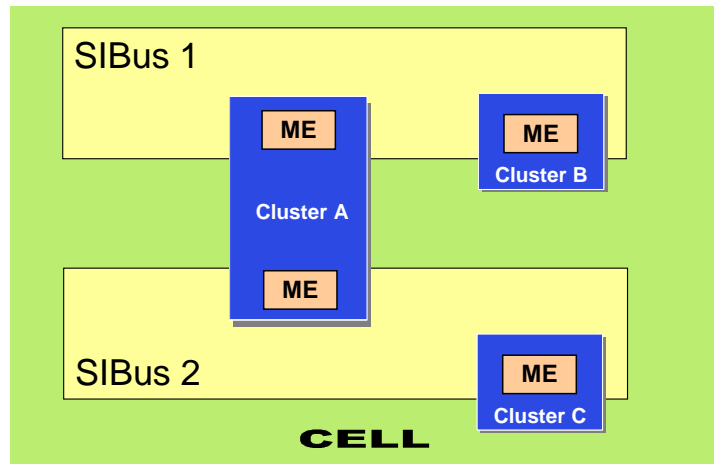 SIBus 1
ME
ME
Cluster B
Cluster A
ME
SIBus 2
ME
Cluster C
CELL